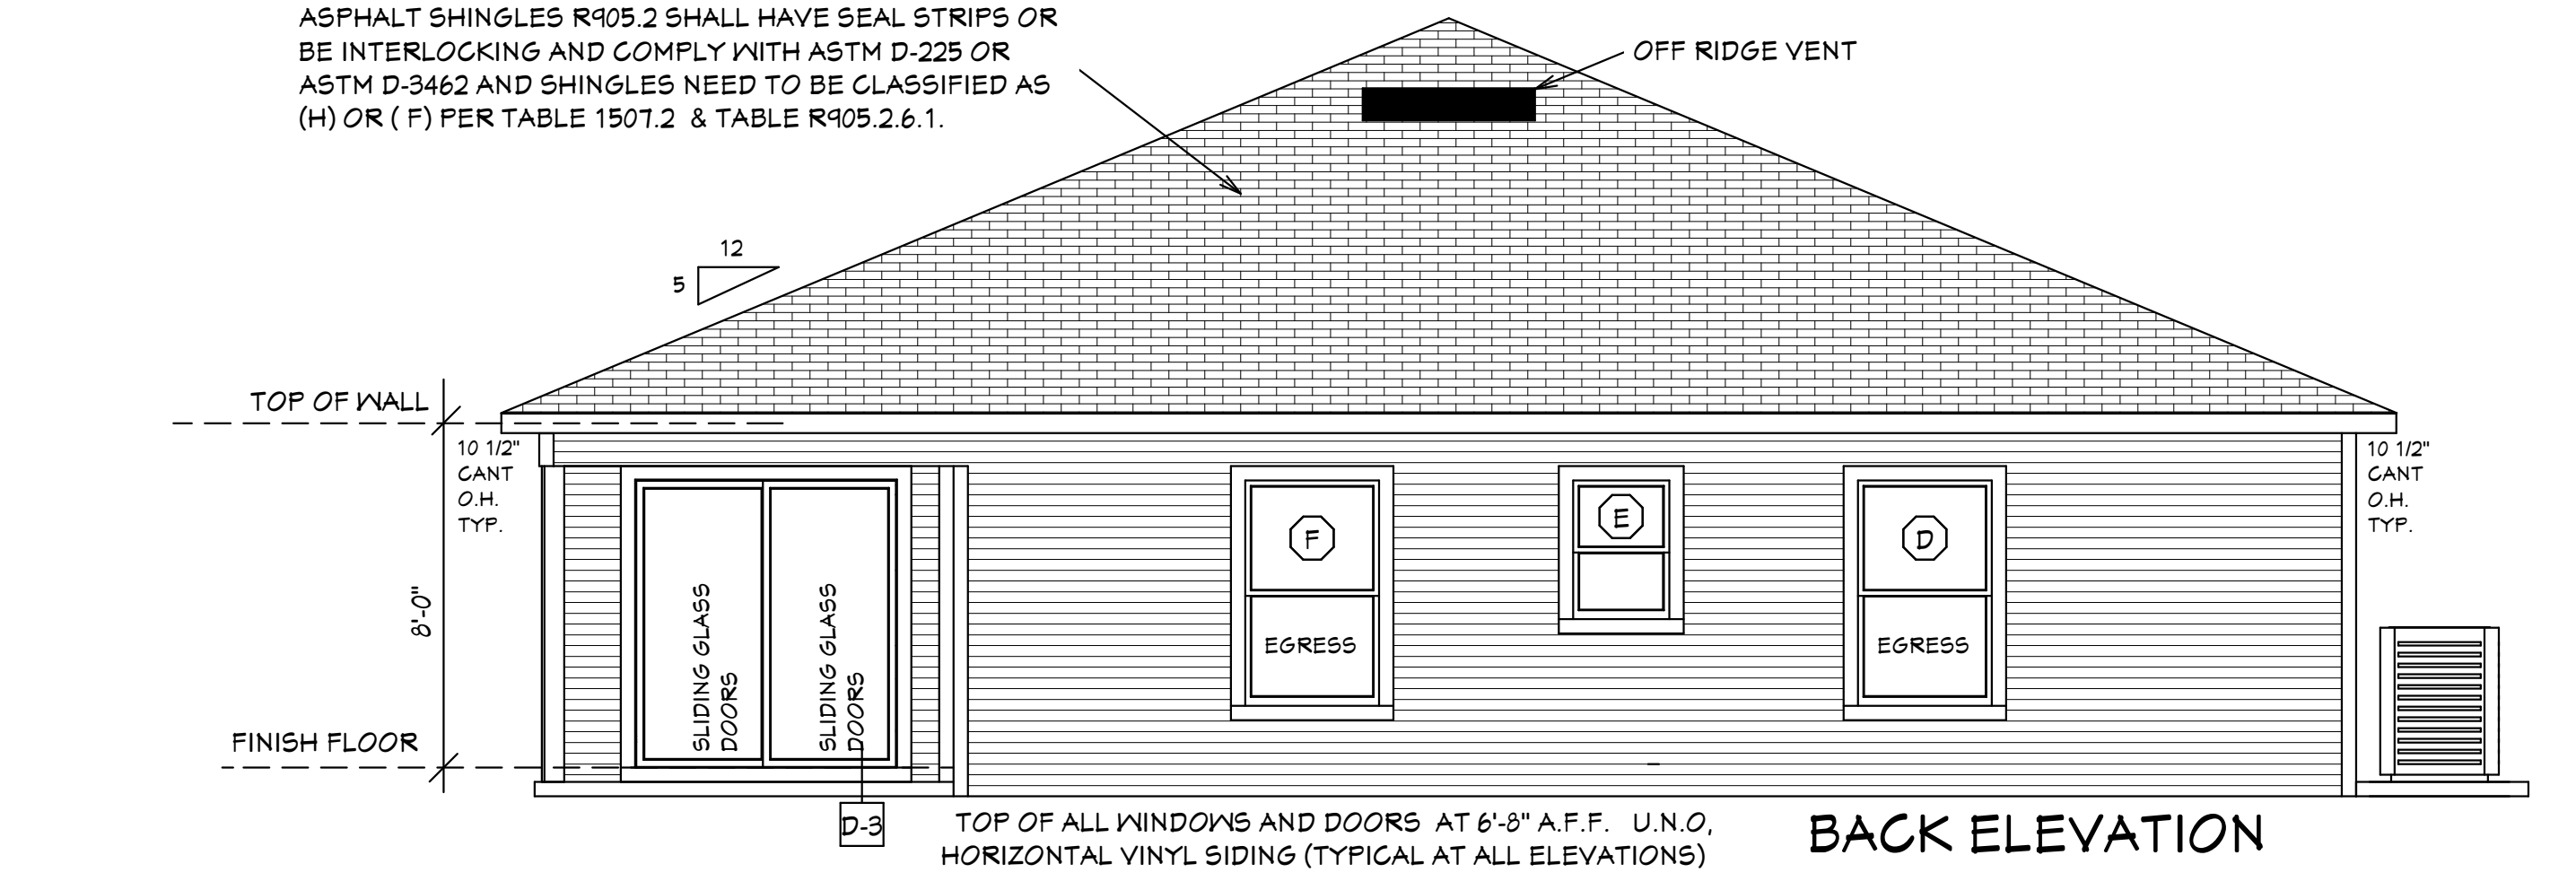 ASPHALT SHINGLES R905.2 SHALL HAVE SEAL STRIPS OR
BE INTERLOCKING AND COMPLY WITH ASTM D-225 OR
ASTM D-3462 AND SHINGLES NEED TO BE CLASSIFIED AS
(H) OR ( F) PER TABLE 1507.2 & TABLE R905.2.6.1.
OFF RIDGE VENT
12
5
TOP OF WALL
10 1/2"
CANT
O.H.
TYP.
10 1/2"
CANT
O.H.
TYP.
8'-0"
FINISH FLOOR
SLIDING GLASS
DOORS
SLIDING GLASS
DOORS
F
EGRESS
E
D
EGRESS
D-3
TOP OF ALL WINDOWS AND DOORS AT 6'-8" A.F.F. U.N.O,
HORIZONTAL VINYL SIDING (TYPICAL AT ALL ELEVATIONS)
BACK ELEVATION